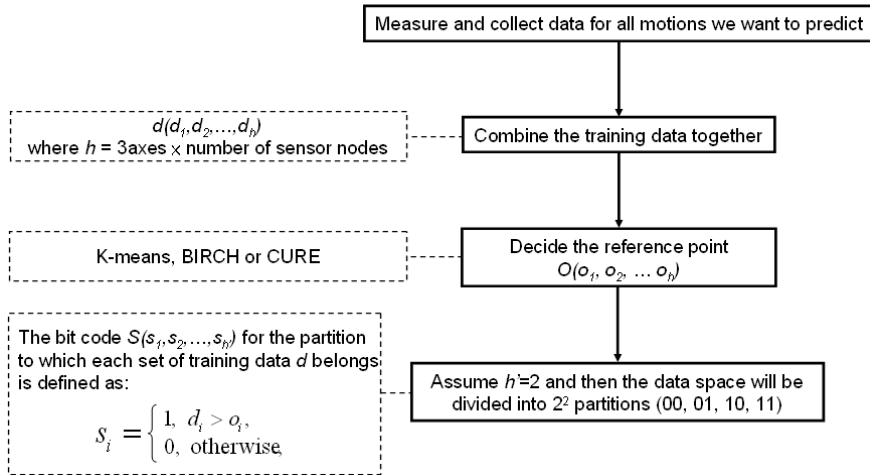 Measure and collect data for all motions we want to predict
d(d₁,d₂,...,dₕ)
where h = 3axes × number of sensor nodes
Combine the training data together
K-means, BIRCH or CURE
Decide the reference point
O(o₁, o₂, ... oₕ)
The bit code S(s₁,s₂,...,sₕ) for the partition
to which each set of training data d belongs
is defined as:
sᵢ = { 1, dᵢ > oᵢ,
0, otherwise,
Assume h'=2 and then the data space will be
divided into 2² partitions (00, 01, 10, 11)